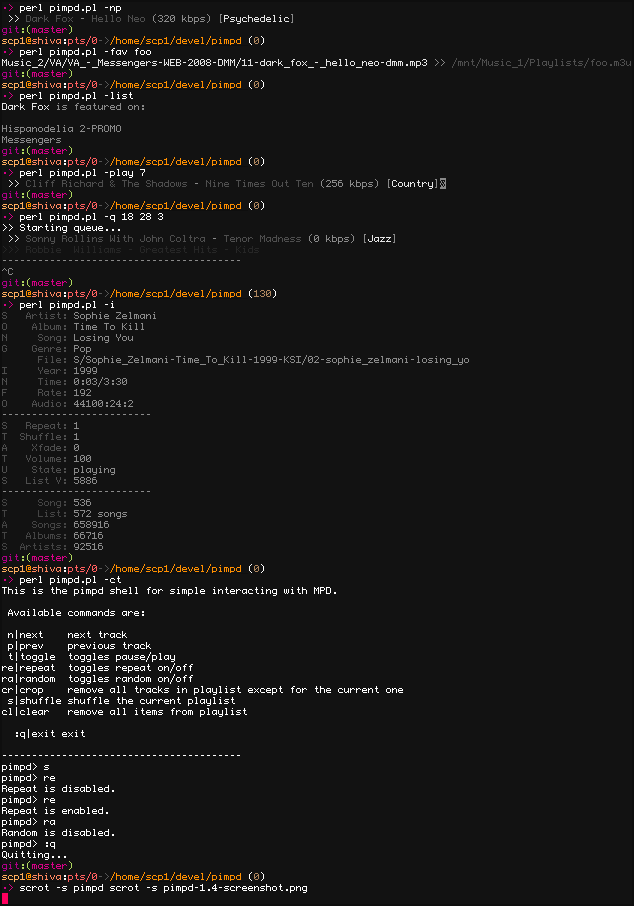 ·> perl pimpd.pl -np
>> Dark Fox - Hello Neo (320 kbps) [Psychedelic]
git:(master)
scp1@shiva:pts/0->/home/scp1/devel/pimpd (0)
·> perl pimpd.pl -fav foo
Music_2/VA/VA_-_Messengers-WEB-2008-DMM/11-dark_fox_-_hello_neo-dmm.mp3 >> /mnt/Music_1/Playlists/foo.m3u
git:(master)
scp1@shiva:pts/0->/home/scp1/devel/pimpd (0)
·> perl pimpd.pl -list
Dark Fox is featured on:
Hispanodelia 2-PROMO
Messengers
git:(master)
scp1@shiva:pts/0->/home/scp1/devel/pimpd (0)
·> perl pimpd.pl -play 7
>> Cliff Richard & The Shadows - Nine Times Out Ten (256 kbps) [Country]
git:(master)
scp1@shiva:pts/0->/home/scp1/devel/pimpd (0)
·> perl pimpd.pl -q 18 28 3
>> Starting queue...
>> Sonny Rollins With John Coltra - Tenor Madness (0 kbps) [Jazz]
>>> Robbie  Williams - Greatest Hits - Kids
----------------------------------------
^C
git:(master)
scp1@shiva:pts/0->/home/scp1/devel/pimpd (130)
·> perl pimpd.pl -i
S   Artist: Sophie Zelmani
O    Album: Time To Kill
N     Song: Losing You
G    Genre: Pop
      File: S/Sophie_Zelmani-Time_To_Kill-1999-KSI/02-sophie_zelmani-losing_yo
I     Year: 1999
N     Time: 0:03/3:30
F     Rate: 192
O    Audio: 44100:24:2
-------------------------
S   Repeat: 1
T  Shuffle: 1
A    Xfade: 0
T   Volume: 100
U    State: playing
S   List V: 5886
-------------------------
S     Song: 536
T     List: 572 songs
A    Songs: 658916
T   Albums: 66716
S  Artists: 92516
git:(master)
scp1@shiva:pts/0->/home/scp1/devel/pimpd (0)
·> perl pimpd.pl -ct
This is the pimpd shell for simple interacting with MPD.
Available commands are:
n|next    next track
p|prev    previous track
t|toggle  toggles pause/play
re|repeat  toggles repeat on/off
ra|random  toggles random on/off
cr|crop    remove all tracks in playlist except for the current one
s|shuffle shuffle the current playlist
cl|clear   remove all items from playlist
:q|exit exit
----------------------------------------
pimpd> s
pimpd> re
Repeat is disabled.
pimpd> re
Repeat is enabled.
pimpd> ra
Random is disabled.
pimpd> :q
Quitting...
git:(master)
scp1@shiva:pts/0->/home/scp1/devel/pimpd (0)
·> scrot -s pimpd scrot -s pimpd-1.4-screenshot.png